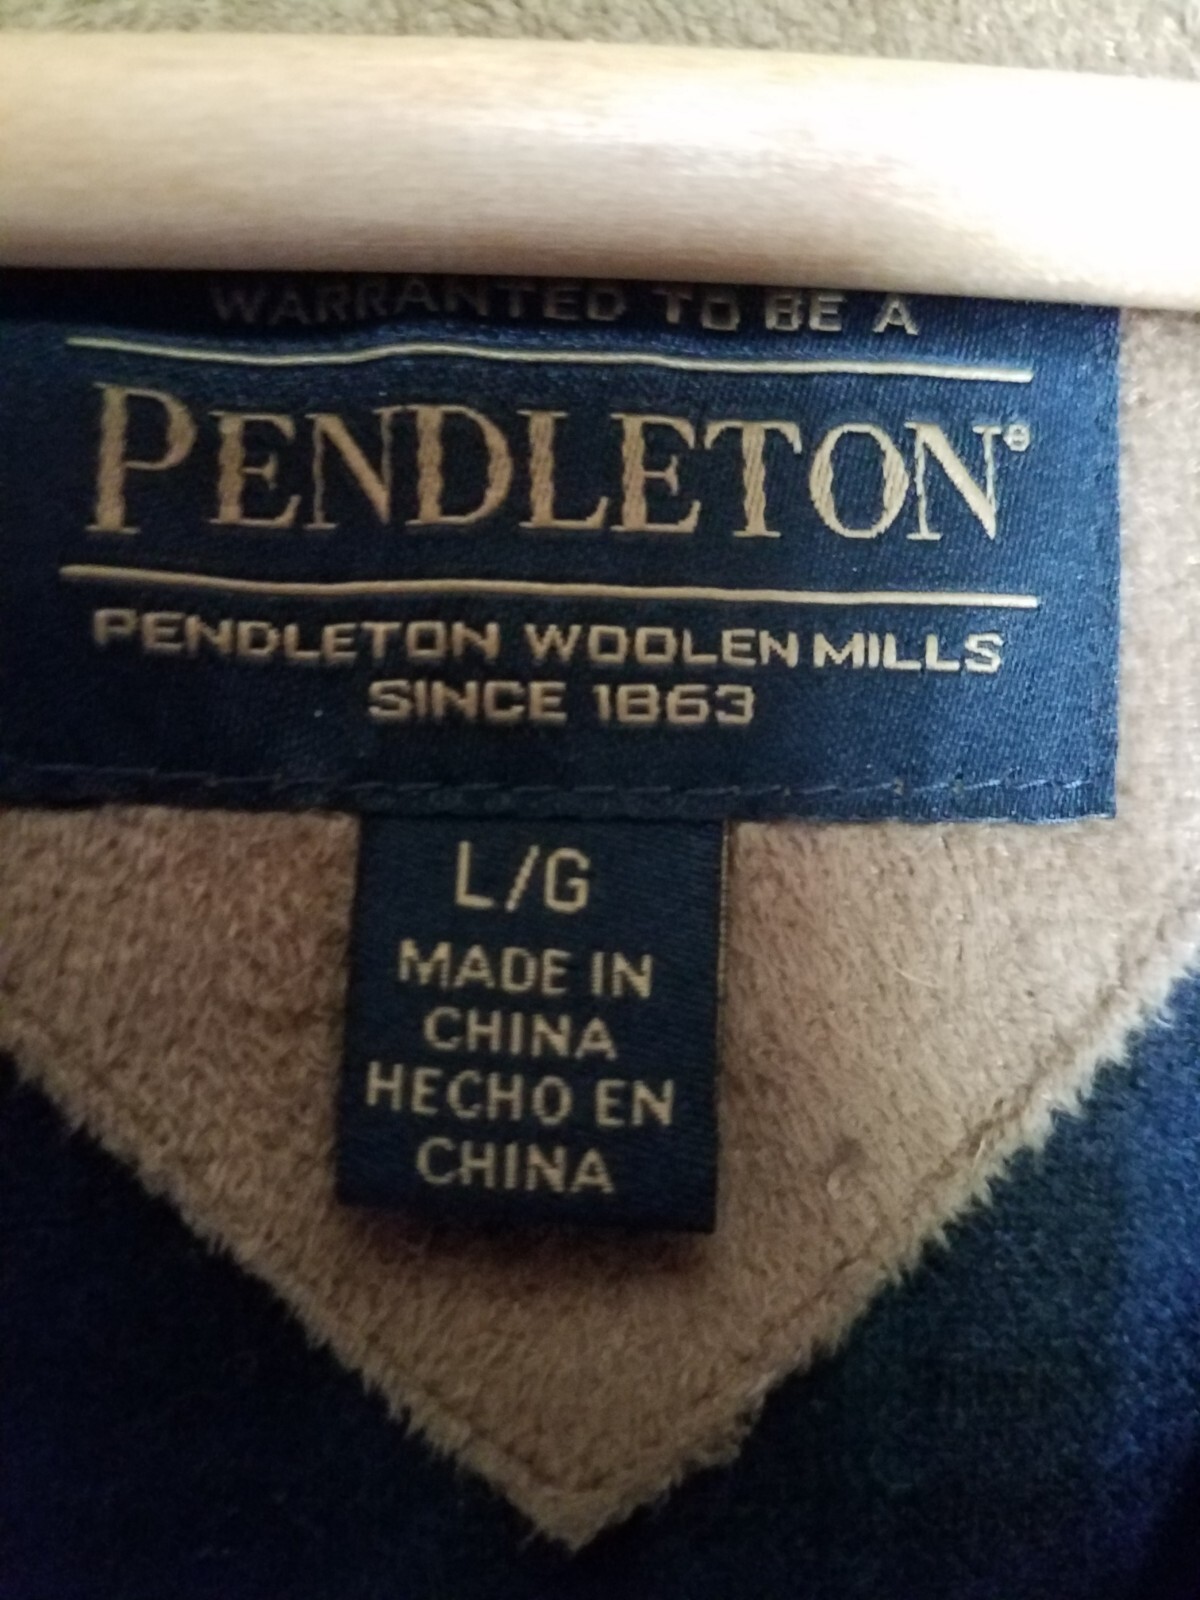 WARRANTED TO BE A
PENDLETON®
PENDLETON WOOLEN MILLS
SINCE 1863
L/G
MADE IN
CHINA
HECHO EN
CHINA